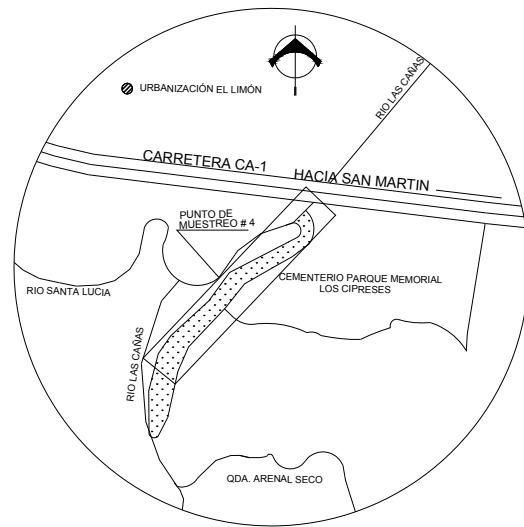 URBANIZACIÓN EL LIMÓN
RIO LAS CAÑAS
CARRETERA CA-1
HACIA SAN MARTIN
PUNTO DE
MUESTREO # 4
CEMENTERIO PARQUE MEMORIAL
LOS CIPRESES
RIO SANTA LUCIA
RIO LAS CAÑAS
QDA. ARENAL SECO